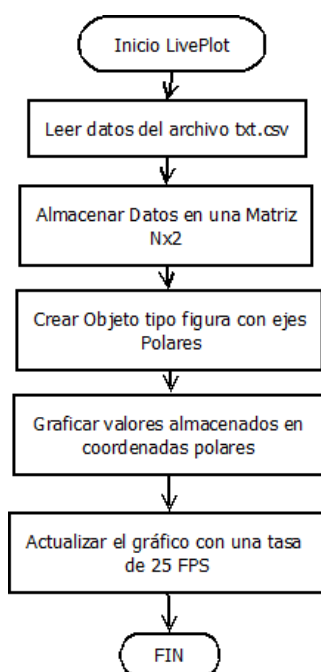 Inicio LivePlot
Leer datos del archivo txt.csv
Almacenar Datos en una Matriz
Nx2
Crear Objeto tipo figura con ejes
Polares
Graficar valores almacenados en
coordenadas polares
Actualizar el gráfico con una tasa
de 25 FPS
FIN